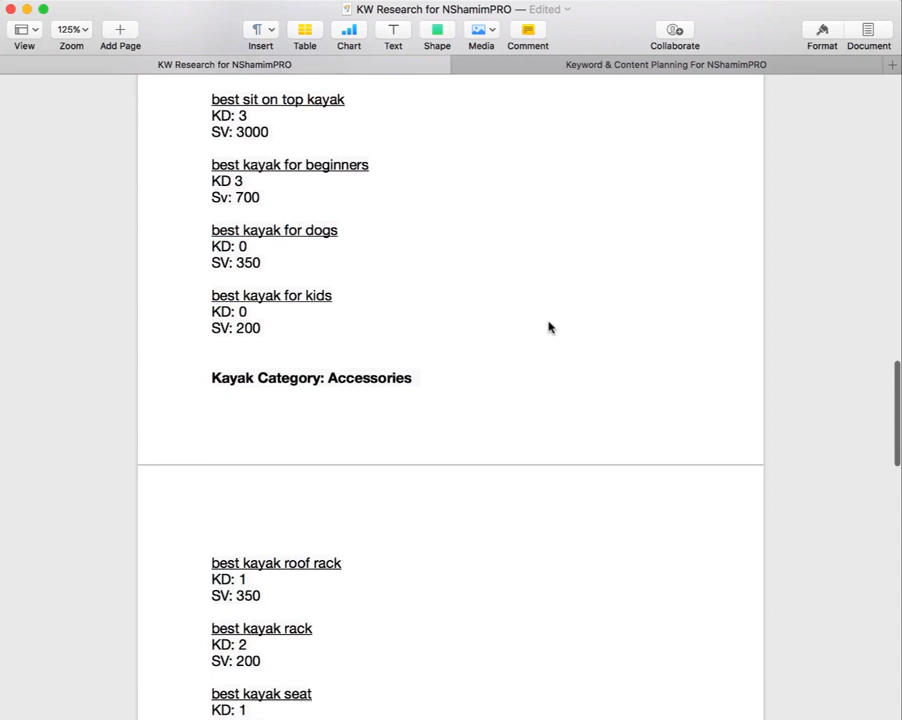 KW Research for NShamimPRO — Edited
125%
View
Zoom
Add Page
Insert
Table
Chart
Text
Shape
Media
Comment
Collaborate
Format
Document
KW Research for NShamimPRO
Keyword & Content Planning For NShamimPRO
best sit on top kayak
KD: 3
SV: 3000
best kayak for beginners
KD 3
Sv: 700
best kayak for dogs
KD: 0
SV: 350
best kayak for kids
KD: 0
SV: 200
Kayak Category: Accessories
best kayak roof rack
KD: 1
SV: 350
best kayak rack
KD: 2
SV: 200
best kayak seat
KD: 1